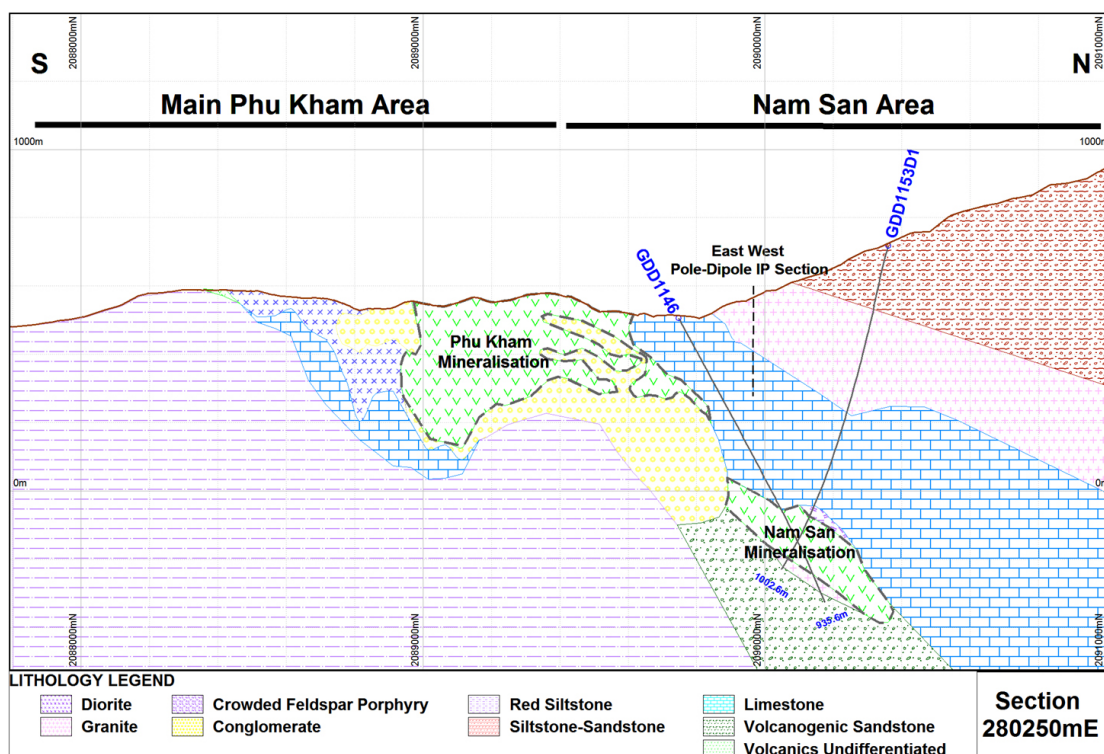 2088000mN
2089000mN
2090000mN
2091000mN
S
N
Main Phu Kham Area
Nam San Area
1000m
1000m
GDD1153D1
GDD1146
East West
Pole-Dipole IP Section
Phu Kham
Mineralisation
0m
0m
Nam San
Mineralisation
1002.6m
935.6m
2088000mN
2089000mN
2090000mN
2091000mN
LITHOLOGY LEGEND
Diorite
Crowded Feldspar Porphyry
Red Siltstone
Limestone
Granite
Conglomerate
Siltstone-Sandstone
Volcanogenic Sandstone
Volcanics Undifferentiated
Section
280250mE